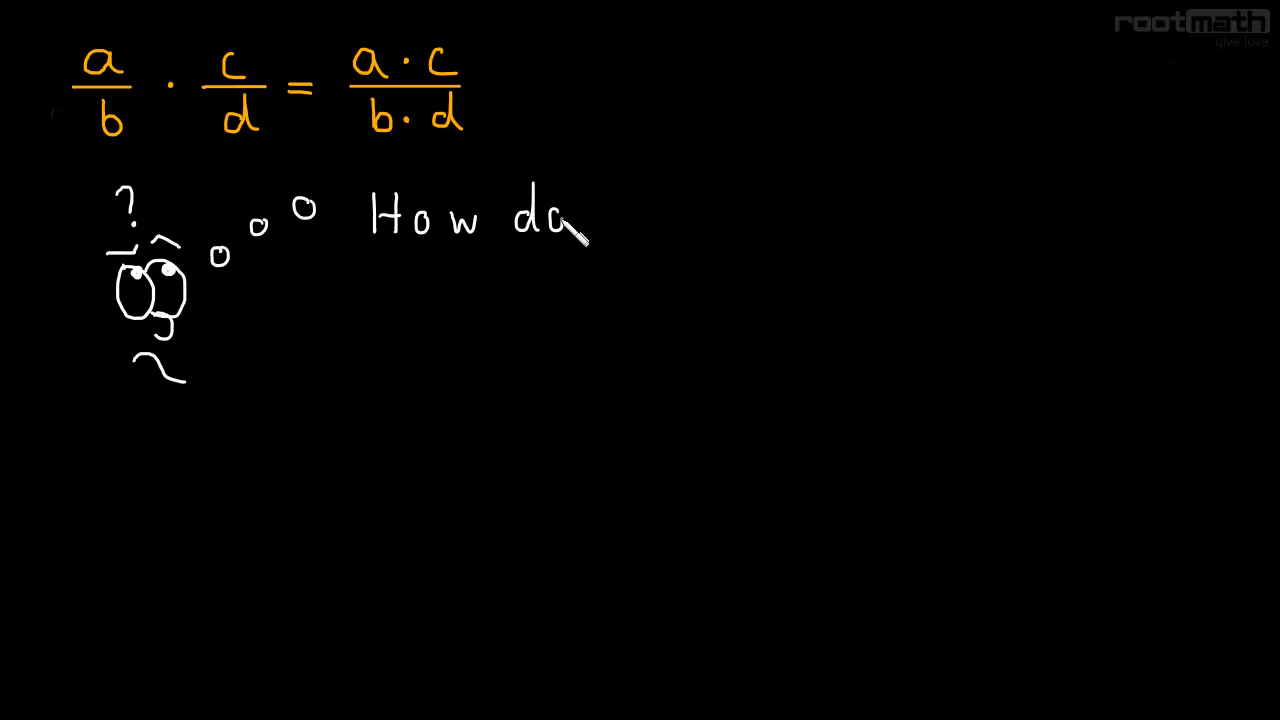 rootmath
give love
a/b · c/d = a · c / b · d
?
How do